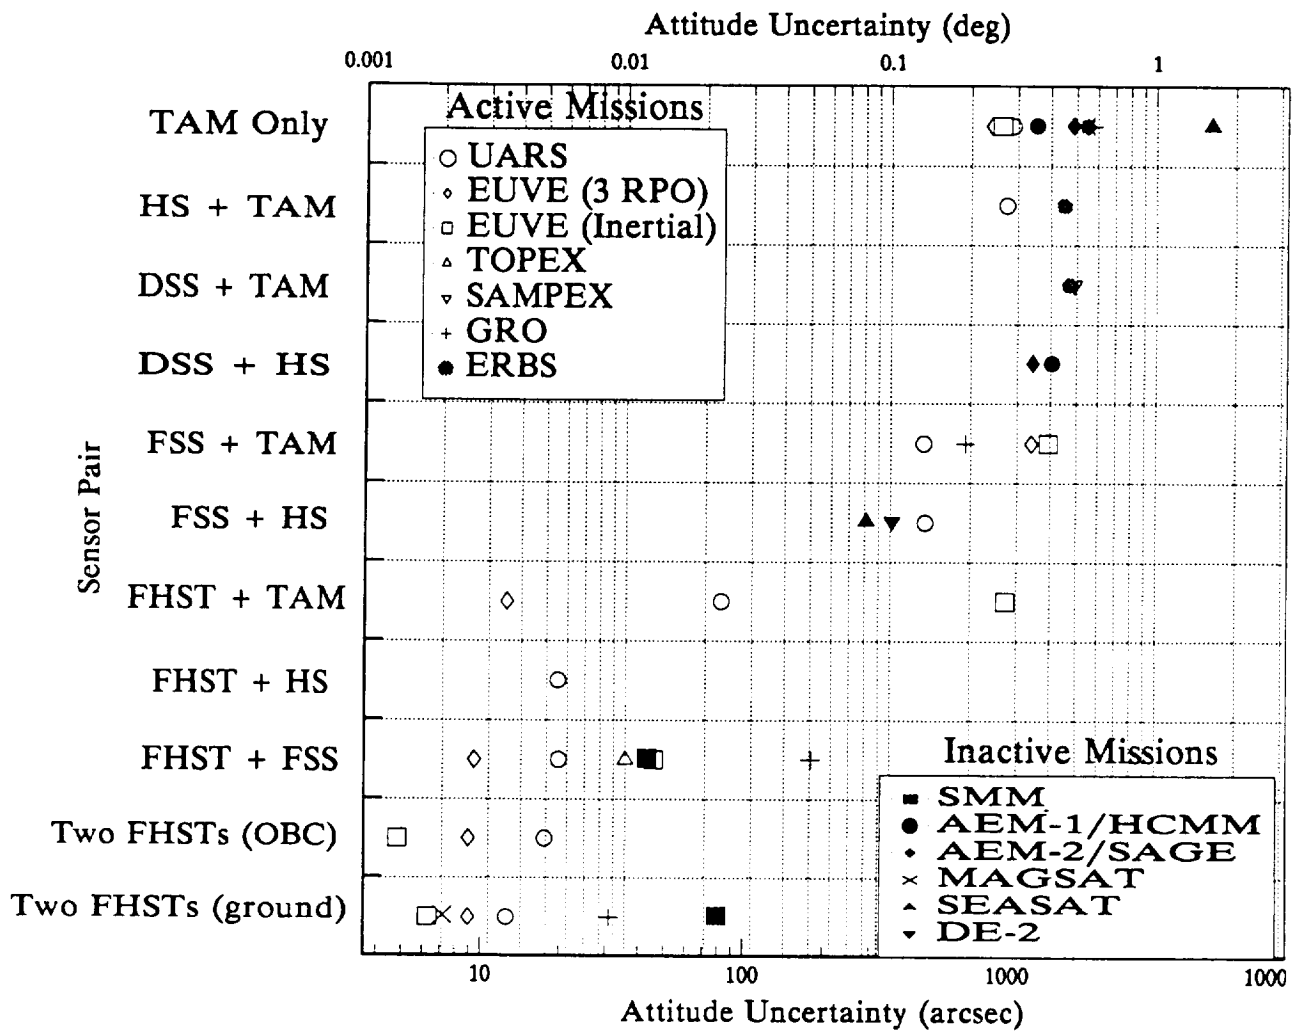 Attitude Uncertainty (deg)
0.001 0.01 0.1 1
Active Missions
UARS
EUVE (3 RPO)
EUVE (Inertial)
TOPEX
SAMPEX
GRO
ERBS
Sensor Pair
TAM Only
HS + TAM
DSS + TAM
DSS + HS
FSS + TAM
FSS + HS
FHST + TAM
FHST + HS
FHST + FSS
Two FHSTs (OBC)
Two FHSTs (ground)
Inactive Missions
SMM
AEM-1/HCMM
AEM-2/SAGE
MAGSAT
SEASAT
DE-2
10 100 1000 1000
Attitude Uncertainty (arcsec)